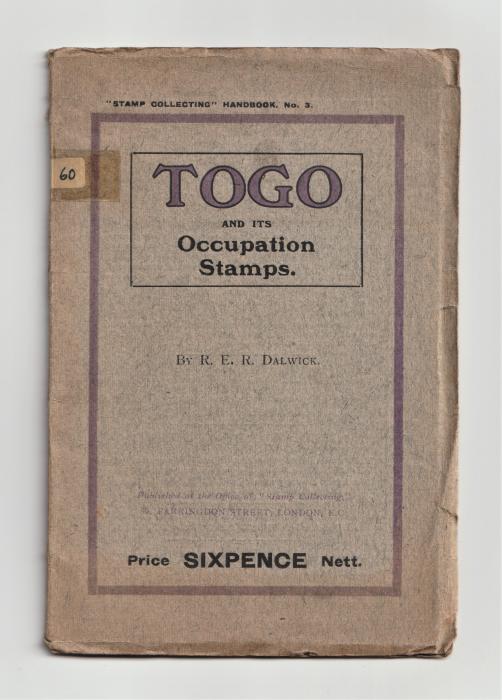 "STAMP COLLECTING" HANDBOOK. No. 3.
60
TOGO
AND ITS
Occupation
Stamps.
By R. E. R. Dalwick.
Published at the Office of "Stamp Collecting,"
FARRINGDON STREET, LONDON, E.C.
Price SIXPENCE Nett.